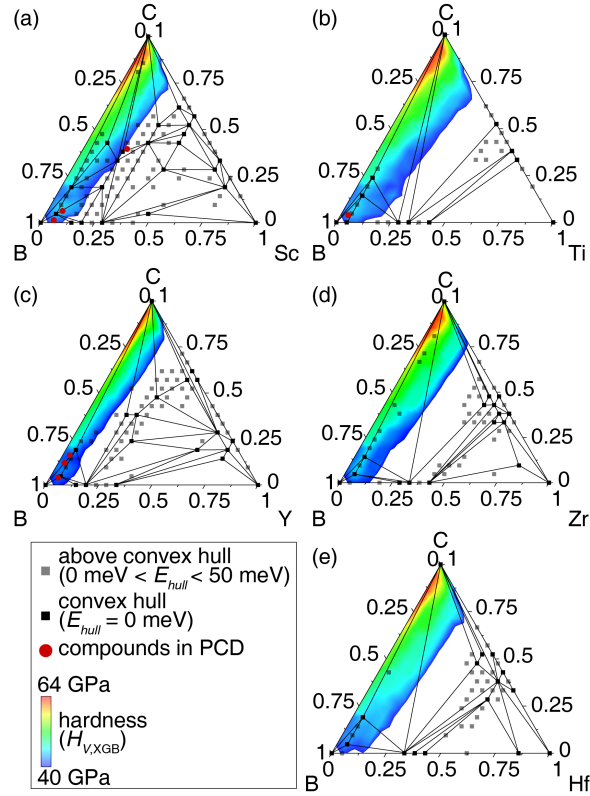 (a)
C
0 1
0.25
0.75
0.5
0.5
0.75
0.25
1
0
0
0.25
0.5
0.75
1
B
Sc
(b)
C
0 1
0.25
0.75
0.5
0.5
0.75
0.25
1
0
0
0.25
0.5
0.75
1
B
Ti
(c)
C
0 1
0.25
0.75
0.5
0.5
0.75
0.25
1
0
0
0.25
0.5
0.75
1
B
Y
(d)
C
0 1
0.25
0.75
0.5
0.5
0.75
0.25
1
0
0
0.25
0.5
0.75
1
B
Zr
above convex hull
(0 meV < E_hull < 50 meV)
convex hull
(E_hull = 0 meV)
compounds in PCD
64 GPa
hardness
(H_V,XGB)
40 GPa
(e)
C
0 1
0.25
0.75
0.5
0.5
0.75
0.25
1
0
0
0.25
0.5
0.75
1
B
Hf